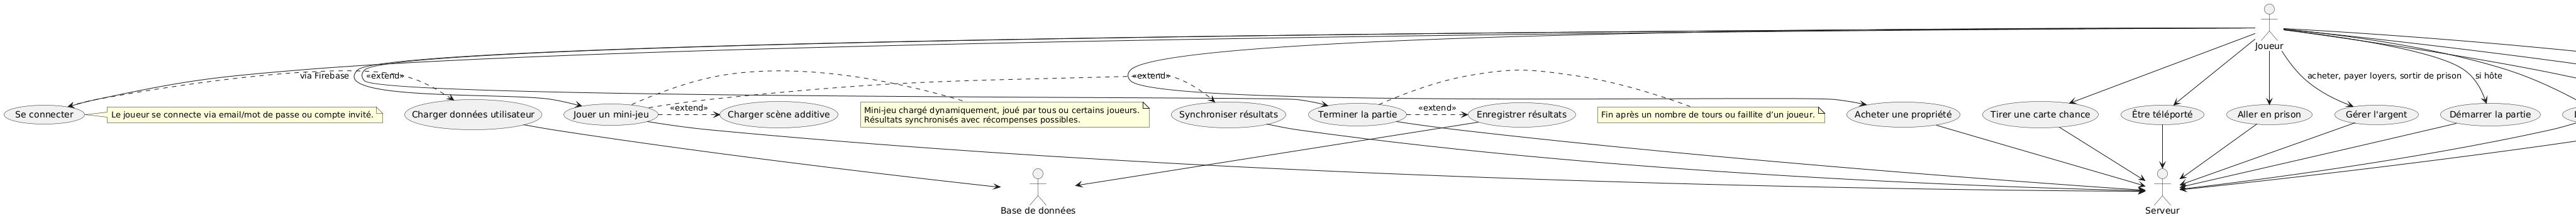 Joueur
via Firebase
«extend»
«extend»
acheter, payer loyers, sortir de prison
si hôte
Se connecter
Le joueur se connecte via email/mot de passe ou compte invité.
Charger données utilisateur
Jouer un mini-jeu
«extend»
Charger scène additive
Mini-jeu chargé dynamiquement, joué par tous ou certains joueurs.
Résultats synchronisés avec récompenses possibles.
Synchroniser résultats
Terminer la partie
«extend»
Enregistrer résultats
Fin après un nombre de tours ou faillite d'un joueur.
Acheter une propriété
Tirer une carte chance
Être téléporté
Aller en prison
Gérer l'argent
Démarrer la partie
Base de données
Serveur